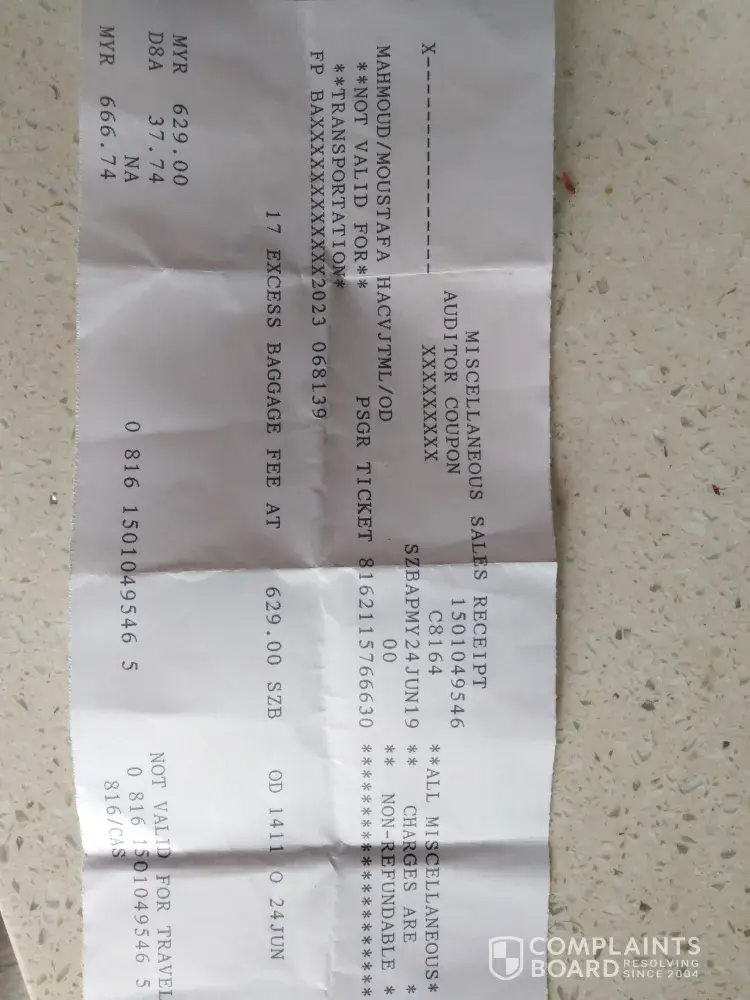 MISCELLANEOUS SALES RECEIPT
AUDITOR COUPON 1501049546
XXXXXXXXX C8164 **ALL MISCELLANEOUS*
X--------------------- SZBAPMY24JUN19 ** CHARGES ARE *
00 ** NON-REFUNDABLE *
MAHMOUD/MOUSTAFA HACVJTML/OD
**NOT VALID FOR** PSGR TICKET 8162115766630 ********************
**TRANSPORTATION*
FP BAXXXXXXXXXXXX2023 068139
17 EXCESS BAGGAGE FEE AT 629.00 SZB OD 1411 O 24JUN
MYR 629.00
D8A 37.74
NA
MYR 666.74
0 816 1501049546 5
NOT VALID FOR TRAVEL
0 816 1501049546 5
816/CAS
COMPLAINTS
BOARD RESOLVING
SINCE 2004